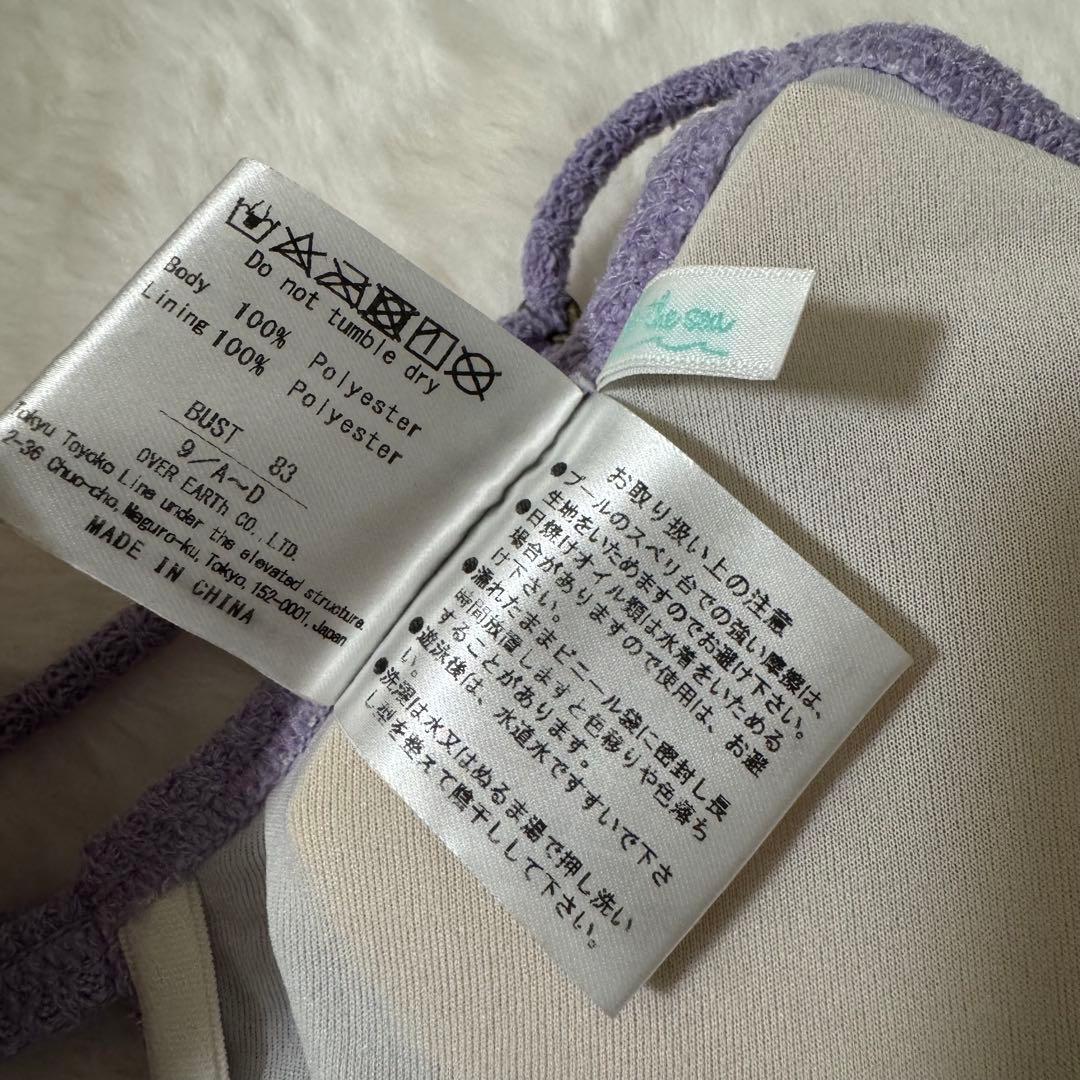 Do not tumble dry
Body 100% Polyester
Lining 100% Polyester
BUST 83
9/A~D
OVER EARTH CO., LTD.
Tokyu Toyoko Line under the elevated structure.
2-36 Chuo-cho, Meguro-ku, Tokyo, 152-0001, Japan
MADE IN CHINA
the sea
お取り扱い上の注意
●プールのスベリ台での強い摩擦は、
生地をいためますのでお避け下さい。
●日焼けオイル類は水着をいためる
場合がありますので使用は、お避
け下さい。
●濡れたままビニール袋に密封し長
時間放置しますと色移りや色落ち
することがあります。
●遊泳後は、水道水ですすいで下さ
い。
●洗濯は水又はぬるま湯で押し洗い
し型を整えて陰干しして下さい。